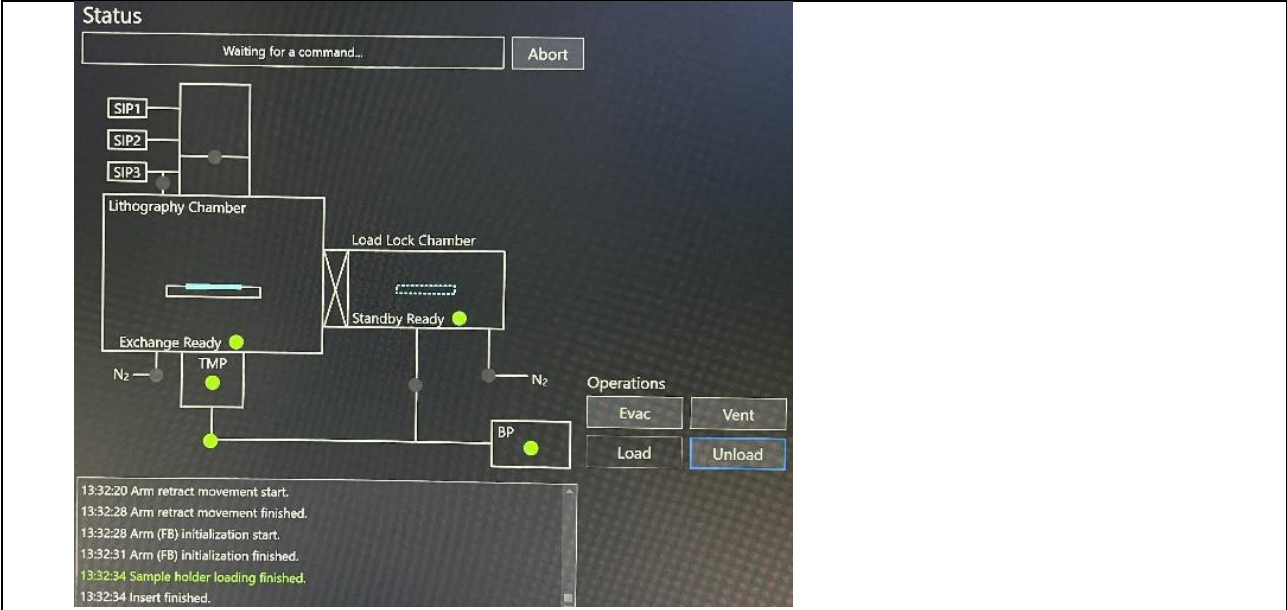 Status
Waiting for a command...
Abort
SIP1
SIP2
SIP3
Lithography Chamber
Load Lock Chamber
Standby Ready
Exchange Ready
TMP
N₂
N₂
Operations
Evac
Vent
BP
Load
Unload
13:32:20 Arm retract movement start.
13:32:28 Arm retract movement finished.
13:32:28 Arm (FB) initialization start.
13:32:31 Arm (FB) initialization finished.
13:32:34 Sample holder loading finished.
13:32:34 Insert finished.